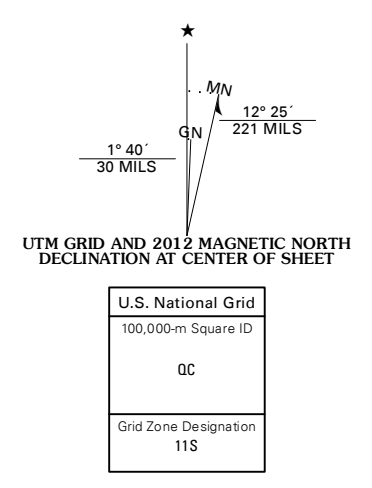 MN
12° 25´
221 MILS
GN
1° 40´
30 MILS
UTM GRID AND 2012 MAGNETIC NORTH
DECLINATION AT CENTER OF SHEET
U.S. National Grid
100,000-m Square ID
QC
Grid Zone Designation
11S